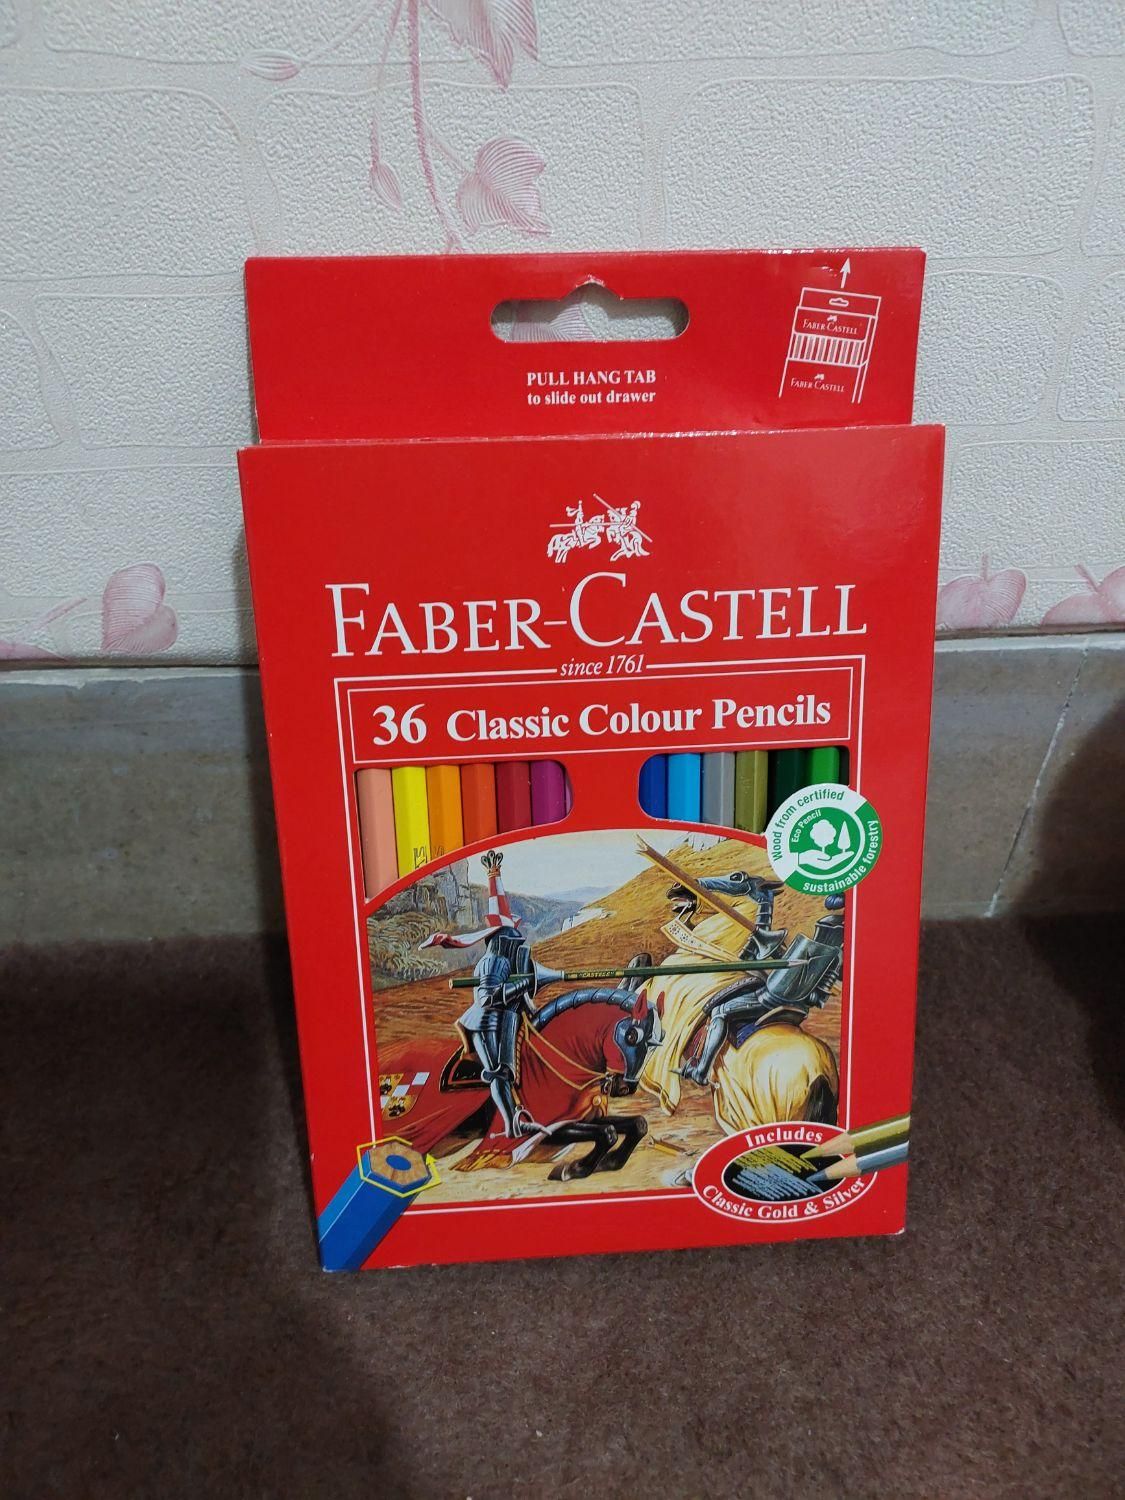 PULL HANG TAB
to slide out drawer
FABER CASTELL
FABER CASTELL
FABER-CASTELL
since 1761
36 Classic Colour Pencils
Wood from certified
Eco Pencil
sustainable forestry
Includes
Classic Gold & Silver